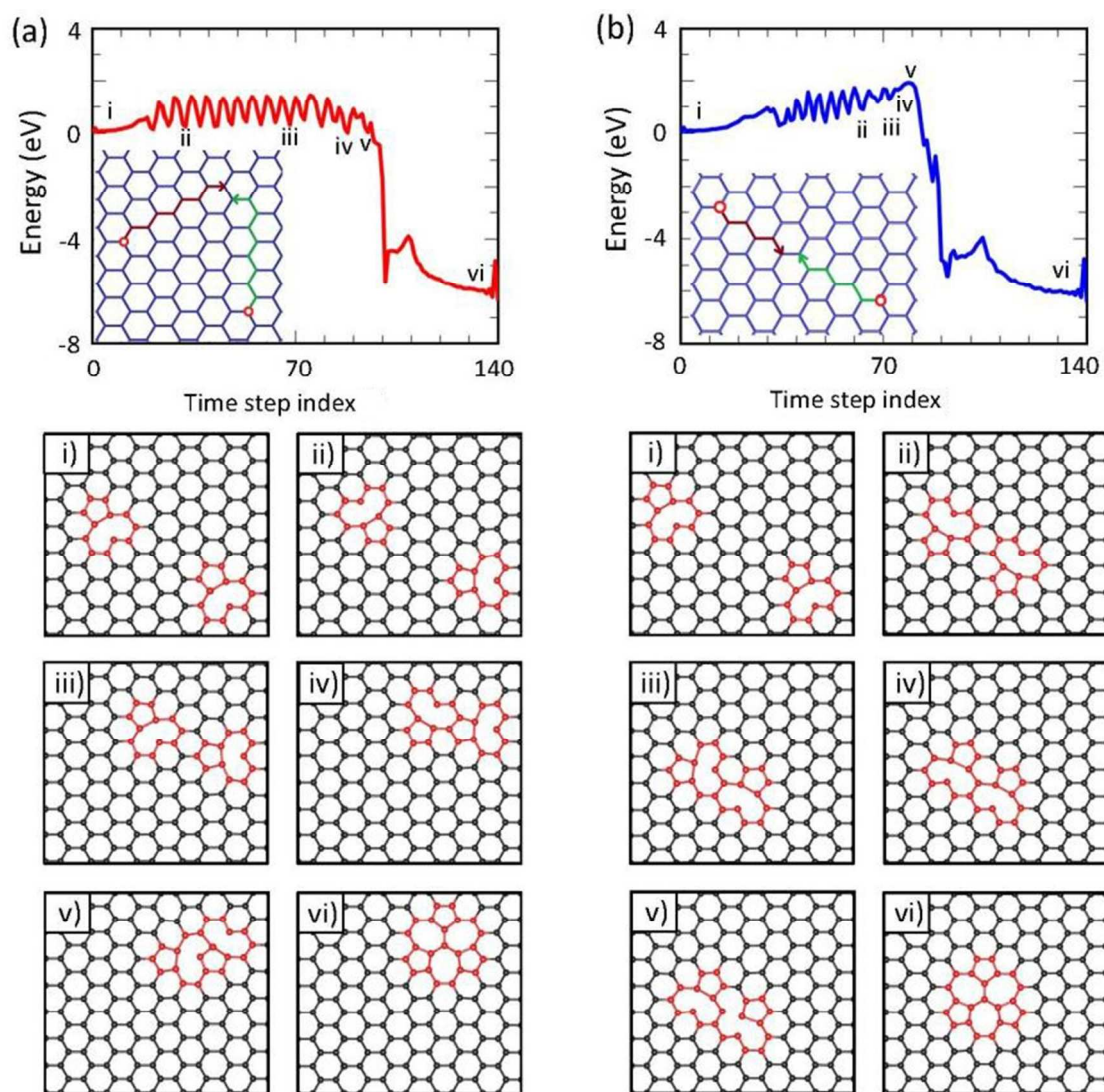 (a)
4
0
-4
-8
Energy (eV)
i
ii
iii
iv
v
vi
0
70
140
Time step index
i)
ii)
iii)
iv)
v)
vi)
(b)
4
0
-4
-8
Energy (eV)
i
ii
iii
iv
v
vi
0
70
140
Time step index
i)
ii)
iii)
iv)
v)
vi)